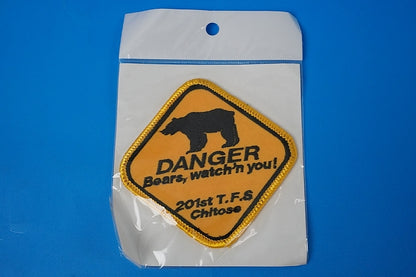 DANGER
Bears, watch'n you!
201st T.F.S
Chitose